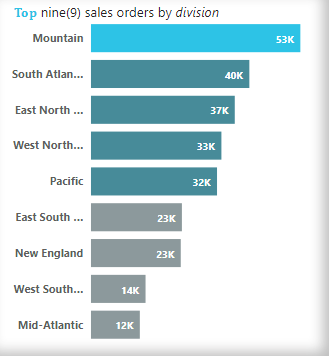 Top nine(9) sales orders by division
Mountain 53K
South Atlan... 40K
East North ... 37K
West North... 33K
Pacific 32K
East South ... 23K
New England 23K
West South... 14K
Mid-Atlantic 12K